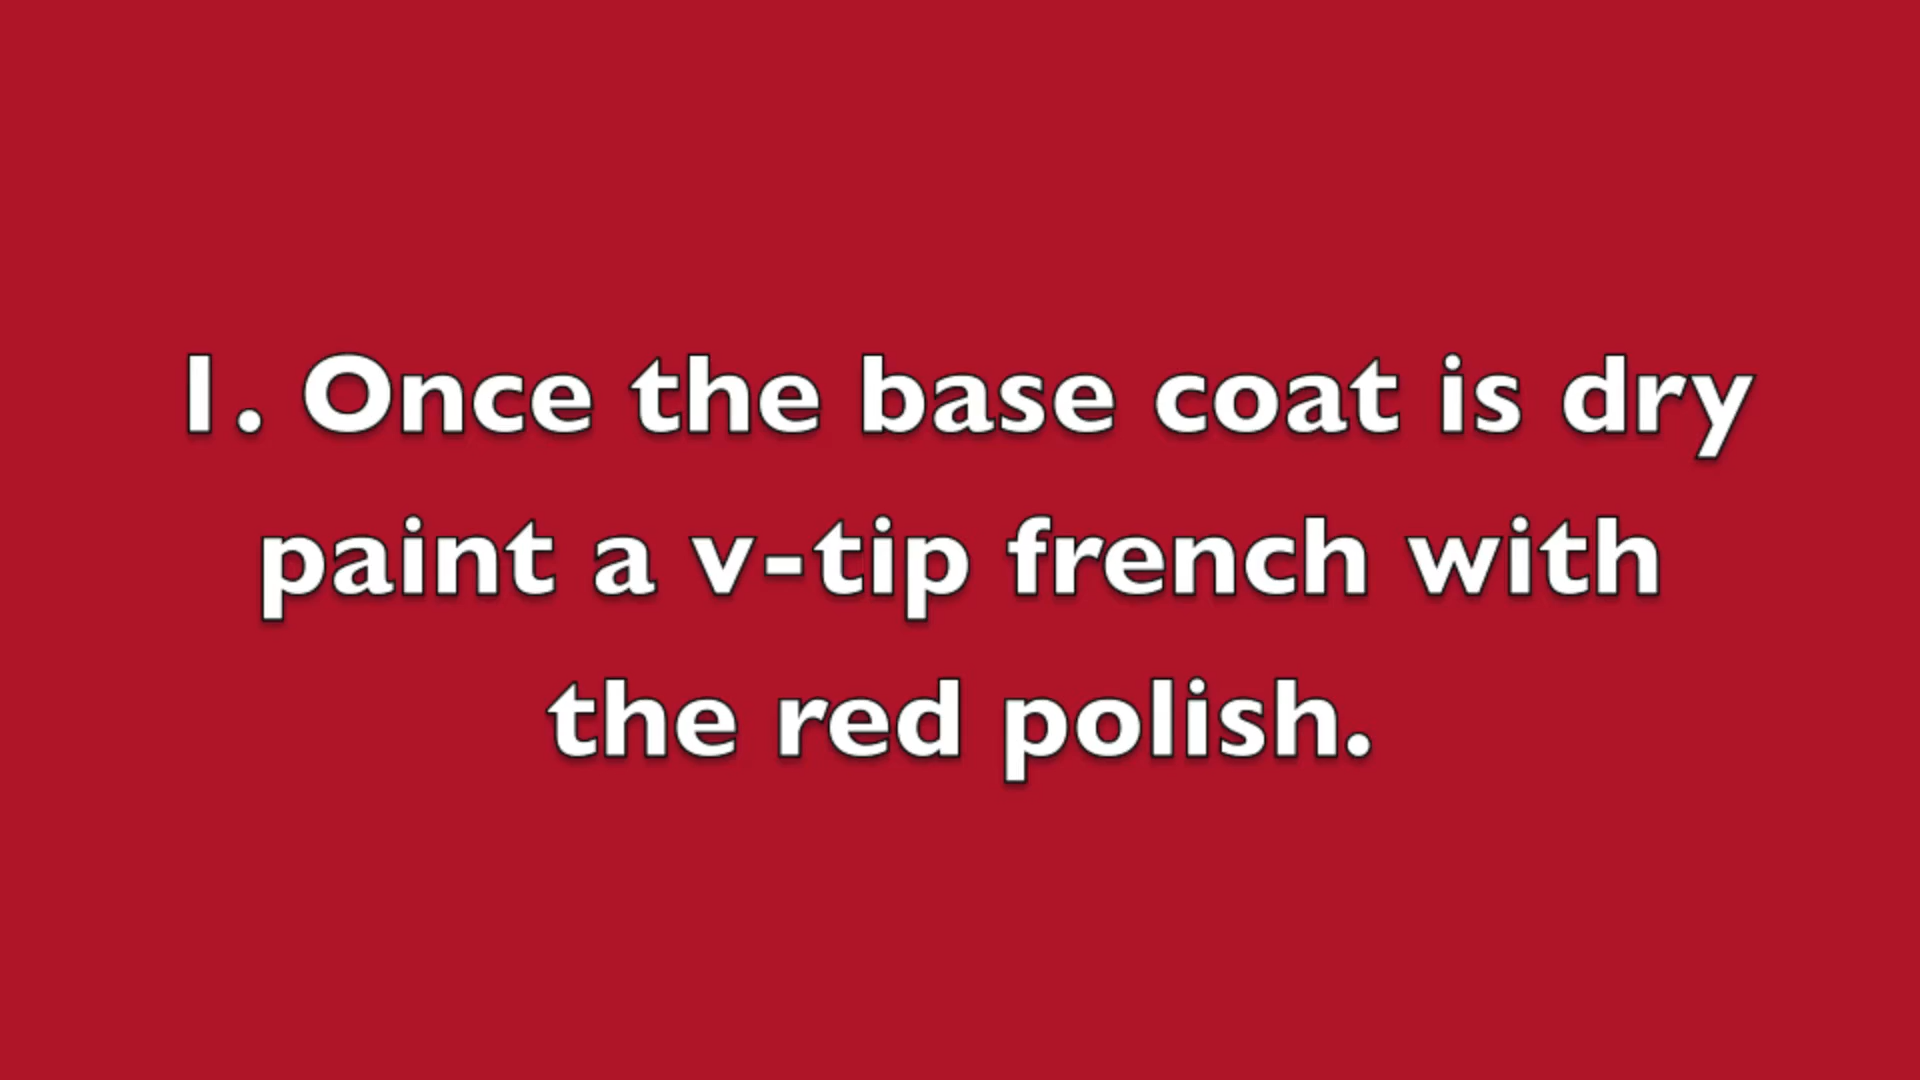 1. Once the base coat is dry
paint a v-tip french with
the red polish.